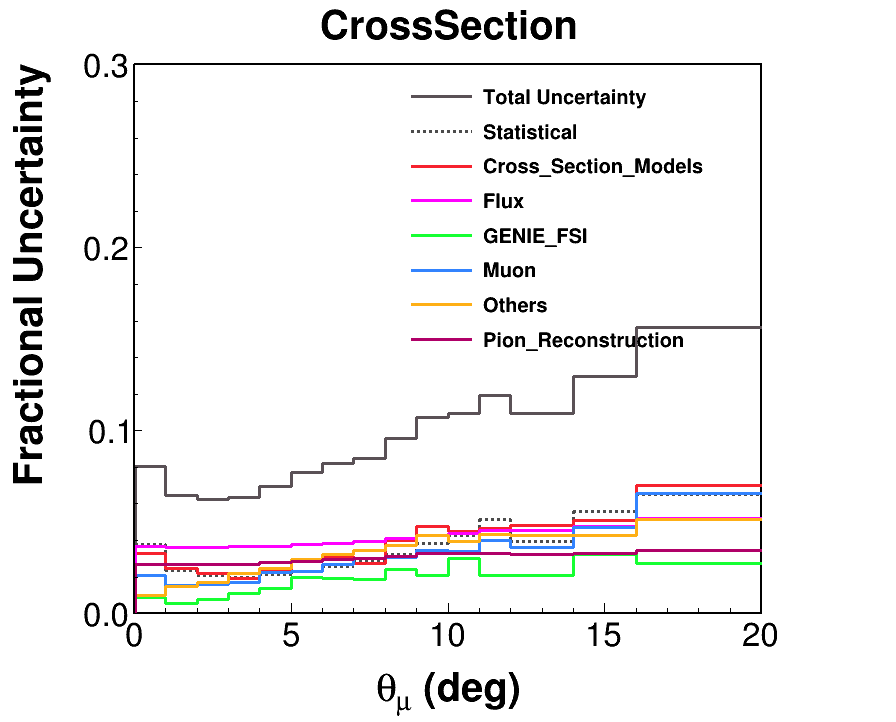 CrossSection
Fractional Uncertainty
0.3
0.2
0.1
0.0
Total Uncertainty
Statistical
Cross_Section_Models
Flux
GENIE_FSI
Muon
Others
Pion_Reconstruction
0 5 10 15 20
θμ (deg)